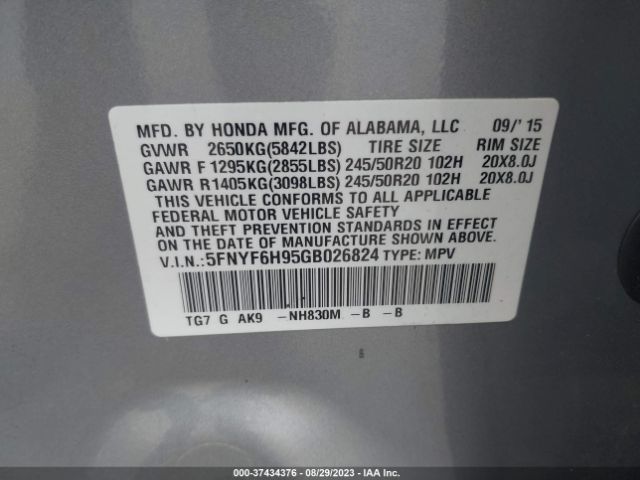 MFD. BY HONDA MFG. OF ALABAMA, LLC 09/'15
GVWR 2650KG(5842LBS) TIRE SIZE RIM SIZE
GAWR F1295KG(2855LBS) 245/50R20 102H 20X8.0J
GAWR R1405KG(3098LBS) 245/50R20 102H 20X8.0J
THIS VEHICLE CONFORMS TO ALL APPLICABLE
FEDERAL MOTOR VEHICLE SAFETY
AND THEFT PREVENTION STANDARDS IN EFFECT
ON THE DATE OF MANUFACTURE SHOWN ABOVE.
V.I.N.:5FNYF6H95GB026824 TYPE: MPV
TG7 G AK9 -NH830M -B -B
000-37434376 - 08/29/2023 - IAA Inc.